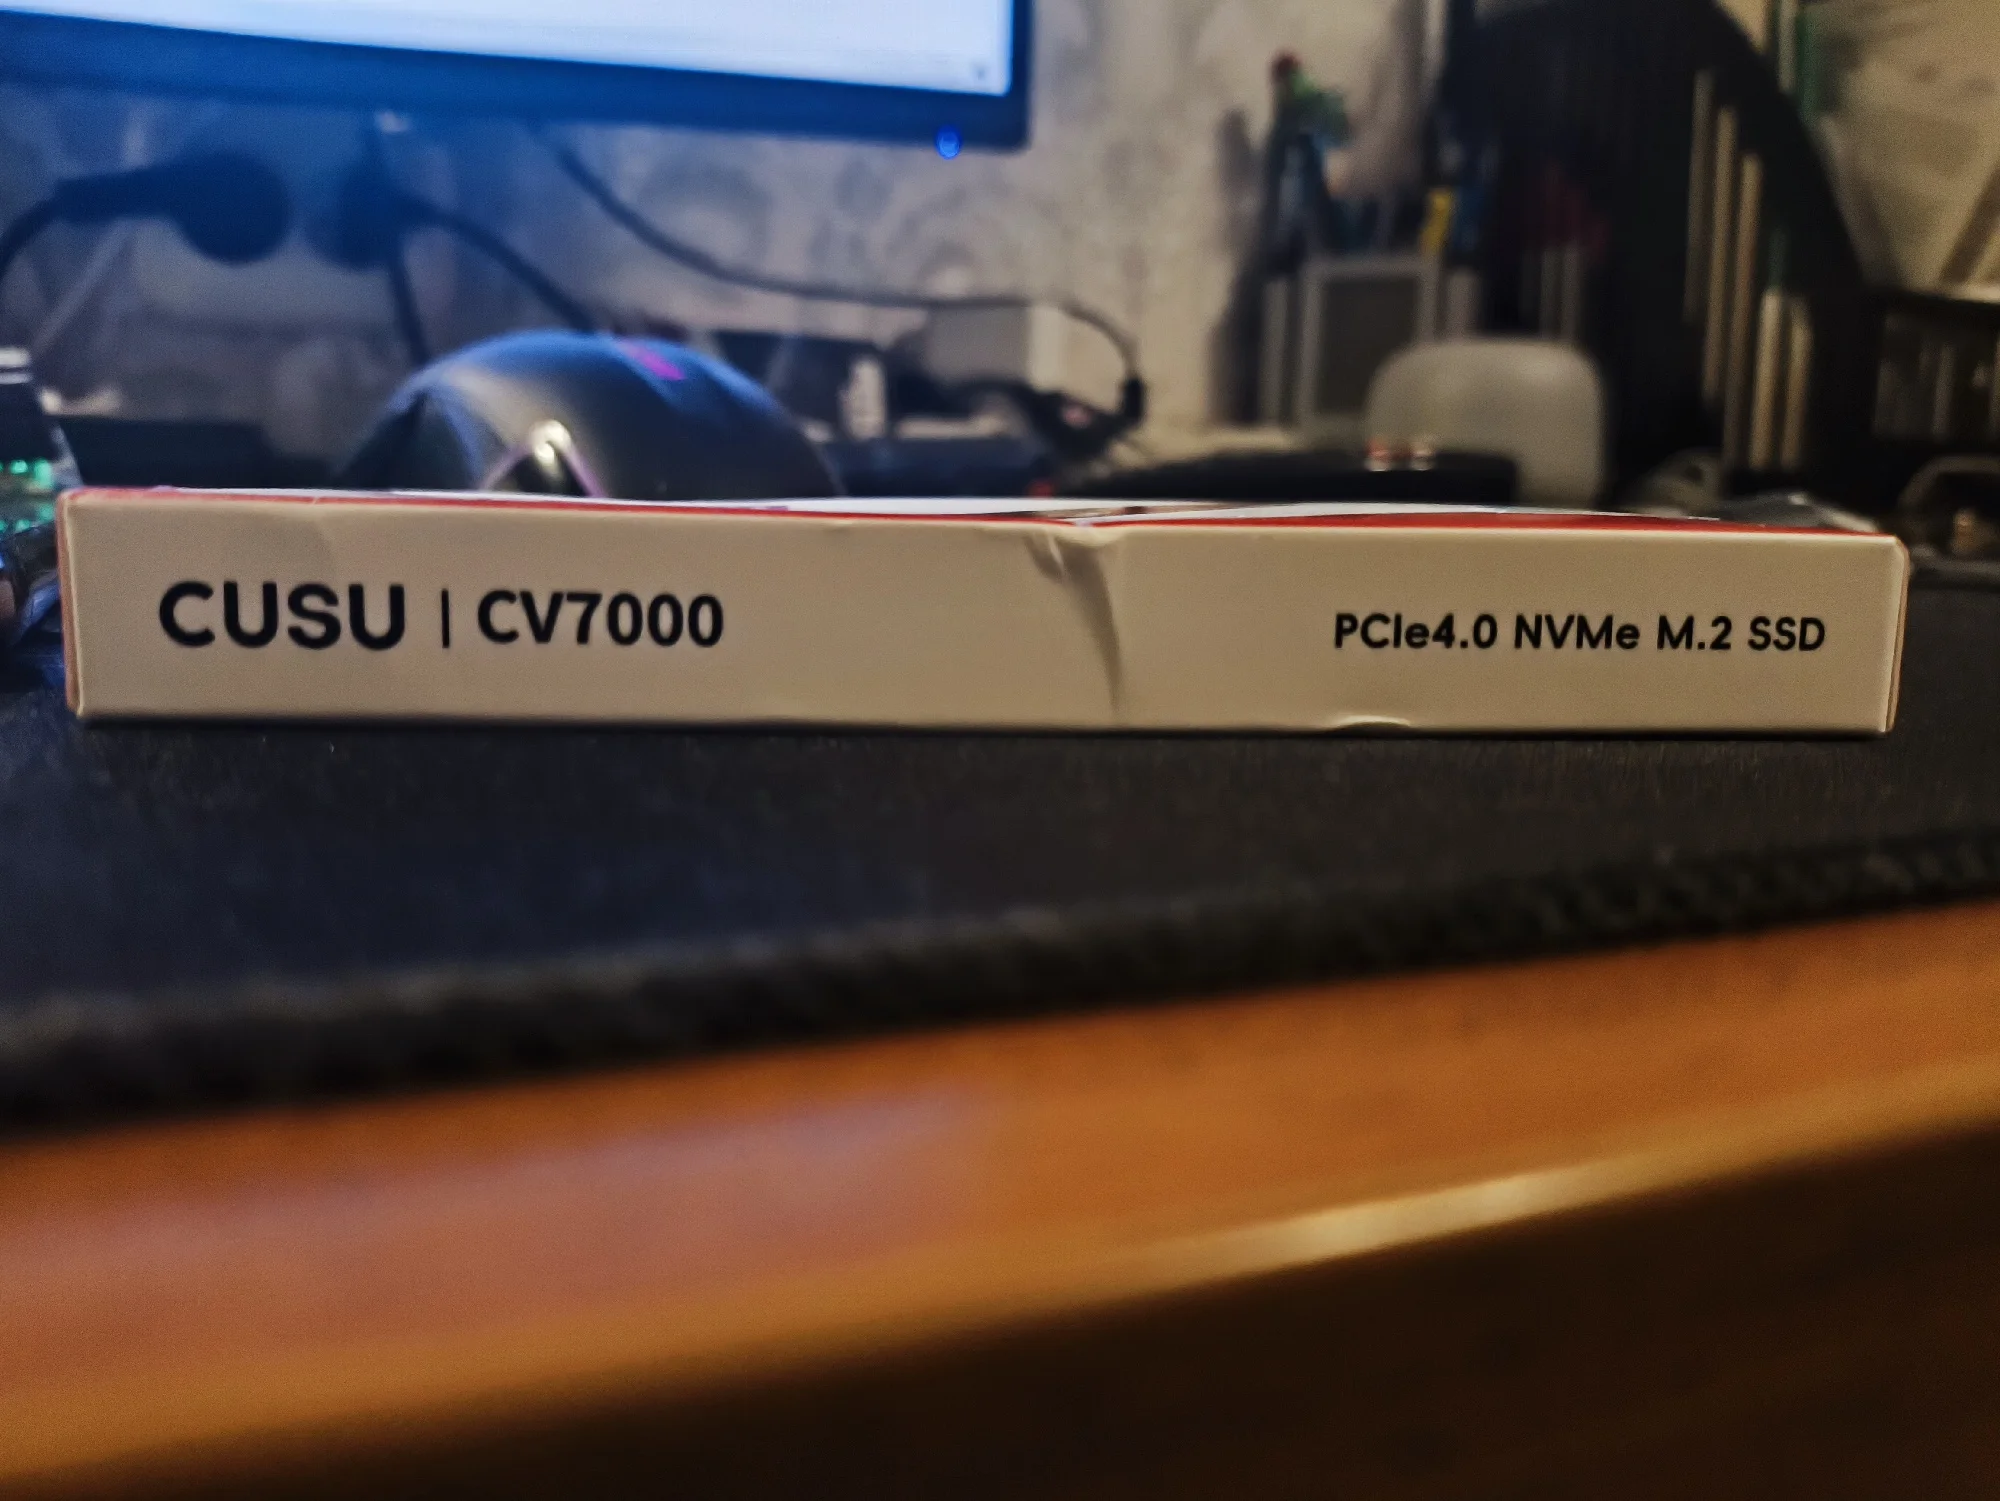 CUSU | CV7000
PCIe4.0 NVMe M.2 SSD